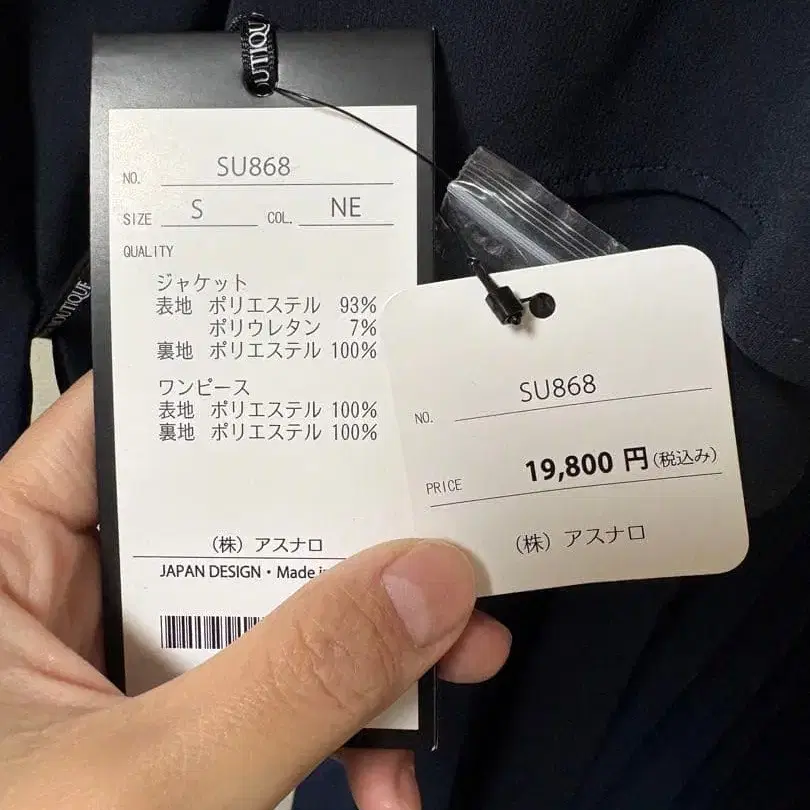 OUTIQU
NO. SU868
SIZE S COL. NE
QUALITY
ジャケット
表地 ポリエステル 93%
ポリウレタン 7%
裏地 ポリエステル 100%
ワンピース
表地 ポリエステル 100%
裏地 ポリエステル 100%
(株) アスナロ
JAPAN DESIGN・Made
OUTIQUE
NO. SU868
PRICE 19,800 円(税込み)
(株) アスナロ